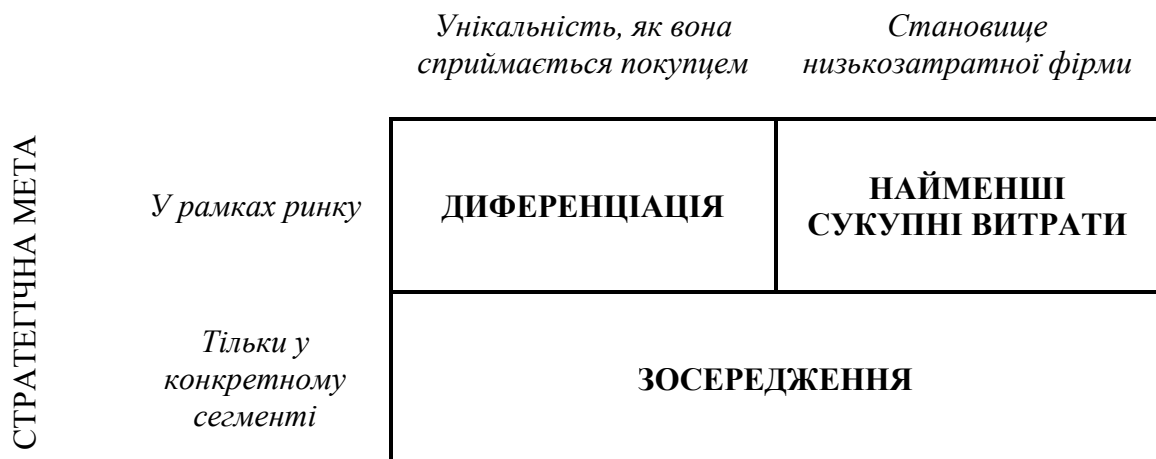 Унікальність, як вона
сприймається покупцем
Становище
низькозатратної фірми
СТРАТЕГІЧНА МЕТА
У рамках ринку
ДИФЕРЕНЦІАЦІЯ
НАЙМЕНШІ
СУКУПНІ ВИТРАТИ
Тільки у
конкретному
сегменті
ЗОСЕРЕДЖЕННЯ